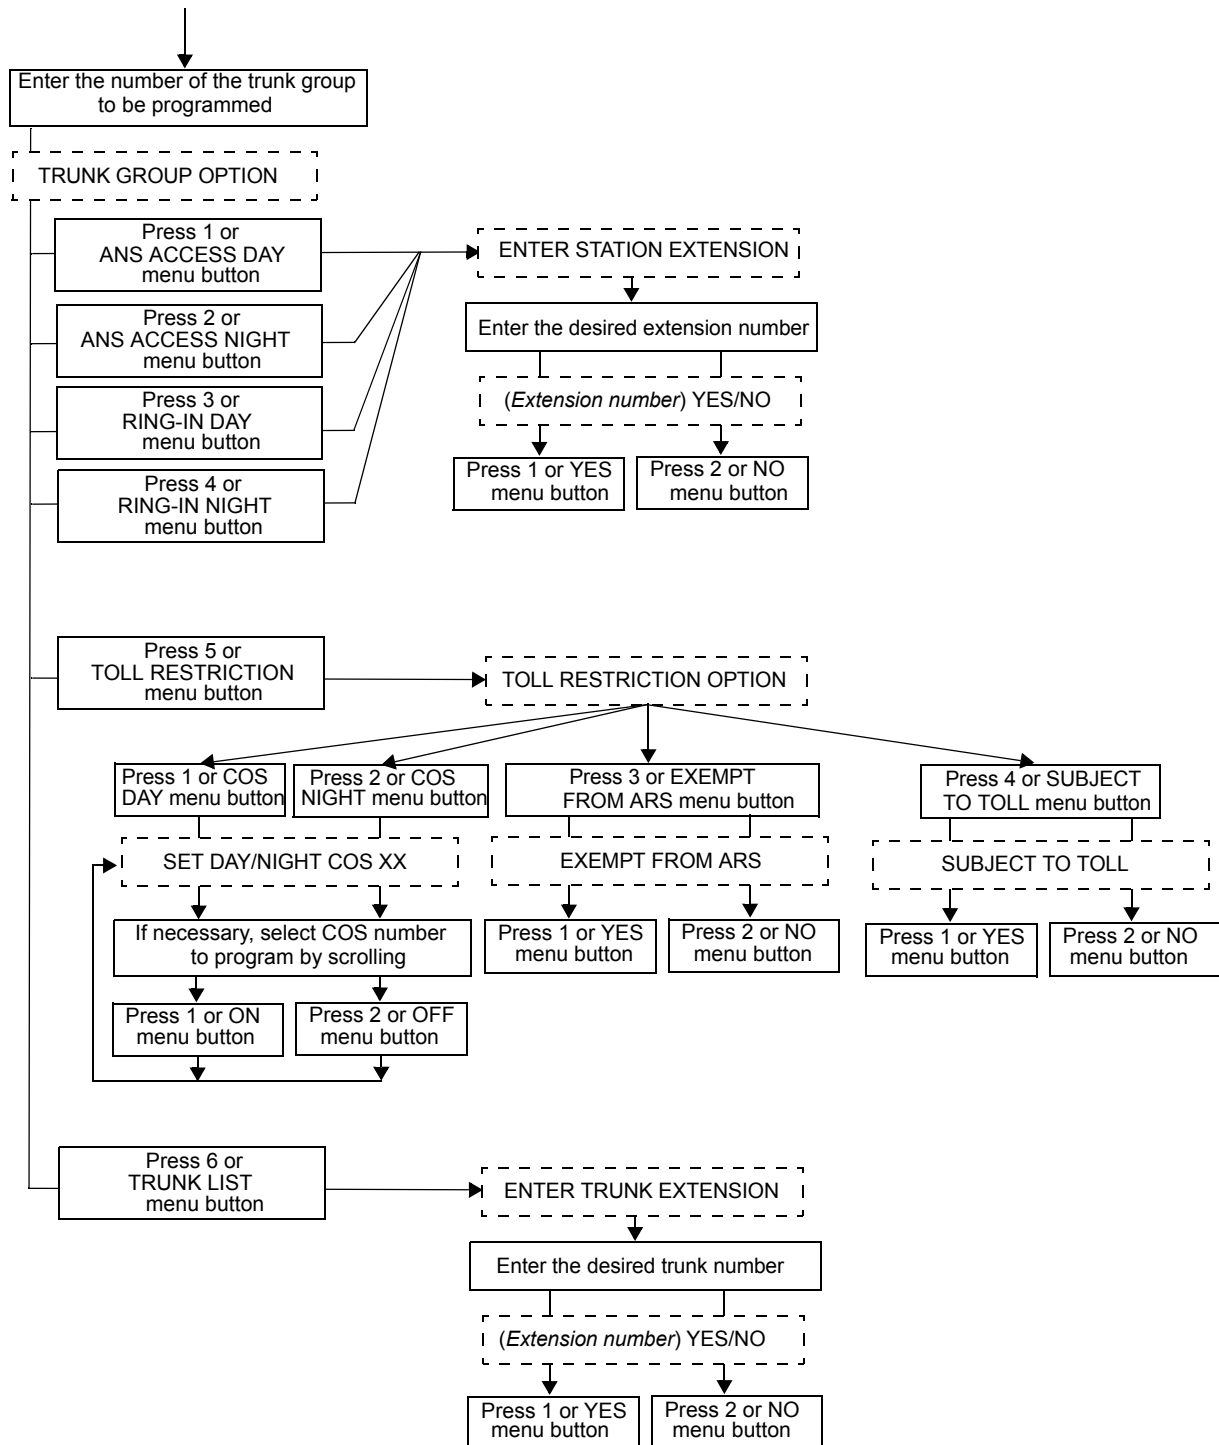 Enter the number of the trunk group
to be programmed
TRUNK GROUP OPTION
Press 1 or
ANS ACCESS DAY
menu button
ENTER STATION EXTENSION
Press 2 or
ANS ACCESS NIGHT
menu button
Enter the desired extension number
Press 3 or
RING-IN DAY
menu button
(Extension number) YES/NO
Press 4 or
RING-IN NIGHT
menu button
Press 1 or YES
menu button
Press 2 or NO
menu button
Press 5 or
TOLL RESTRICTION
menu button
TOLL RESTRICTION OPTION
Press 1 or COS
DAY menu button
Press 2 or COS
NIGHT menu button
Press 3 or EXEMPT
FROM ARS menu button
Press 4 or SUBJECT
TO TOLL menu button
SET DAY/NIGHT COS XX
EXEMPT FROM ARS
SUBJECT TO TOLL
If necessary, select COS number
to program by scrolling
Press 1 or YES
menu button
Press 2 or NO
menu button
Press 1 or YES
menu button
Press 2 or NO
menu button
Press 1 or ON
menu button
Press 2 or OFF
menu button
Press 6 or
TRUNK LIST
menu button
ENTER TRUNK EXTENSION
Enter the desired trunk number
(Extension number) YES/NO
Press 1 or YES
menu button
Press 2 or NO
menu button